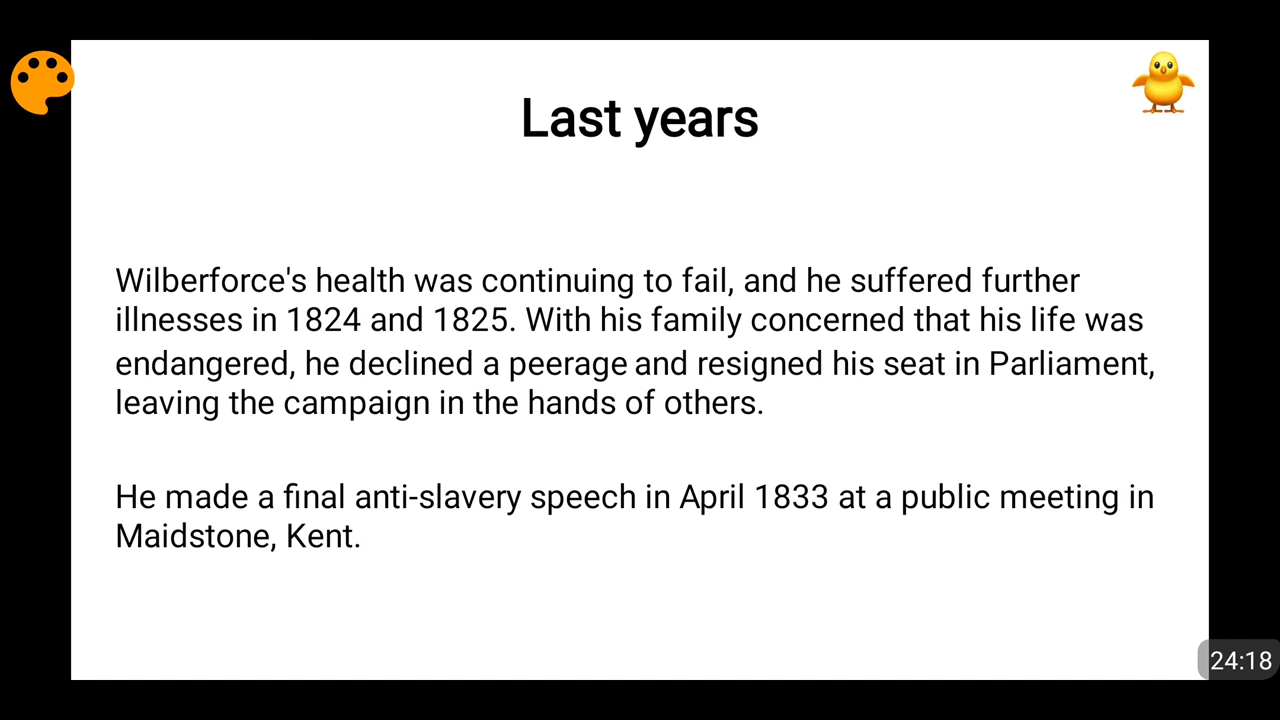 Last years
Wilberforce's health was continuing to fail, and he suffered further
illnesses in 1824 and 1825. With his family concerned that his life was
endangered, he declined a peerage and resigned his seat in Parliament,
leaving the campaign in the hands of others.
He made a final anti-slavery speech in April 1833 at a public meeting in
Maidstone, Kent.
24:18